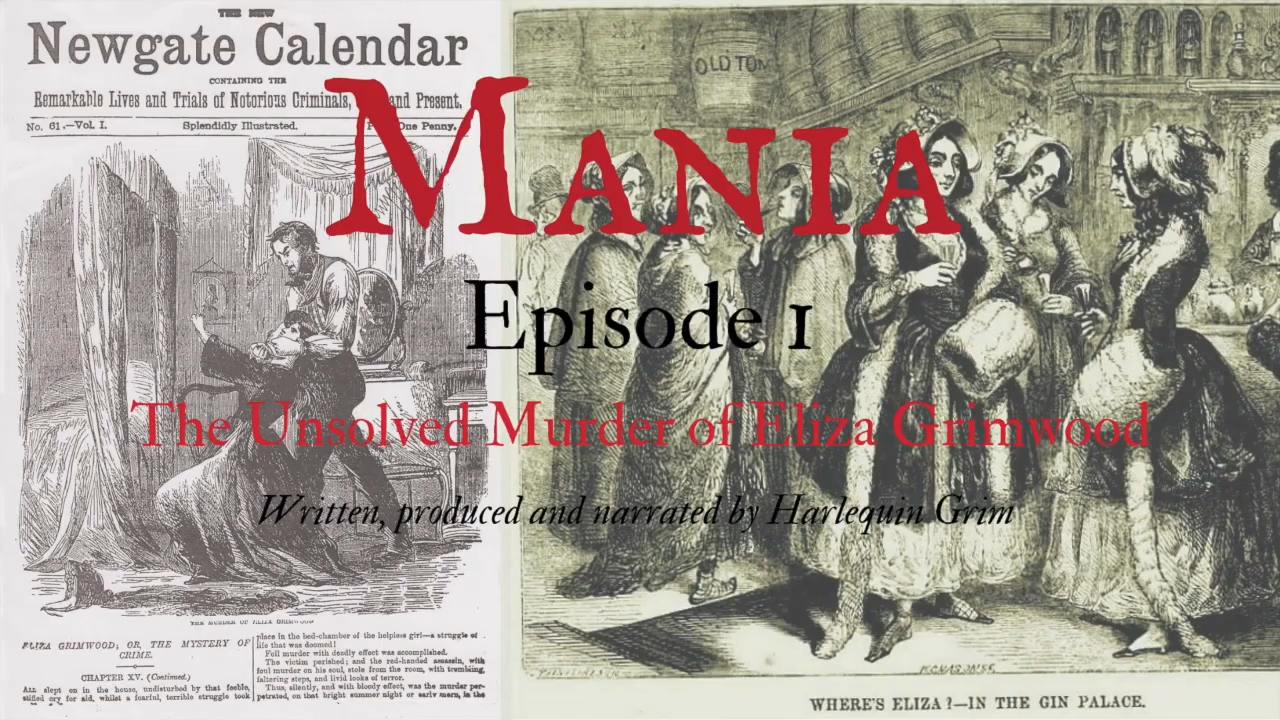 THE NEW
Newgate Calendar
CONTAINING THE
Remarkable Lives and Trials of Notorious Criminals, and Present.
No. 61.—Vol. I. Splendidly Illustrated. One Penny.
OLD TOM
MANIA
Episode 1
The Unsolved Murder of Eliza Grimwood
Written, produced and narrated by Harlequin Grim
THE MURDER OF ELIZA GRIMWOOD
ELIZA GRIMWOOD; OR, THE MYSTERY OF
CRIME.
CHAPTER XV. (Continued.)
ALL slept on in the house, undisturbed by that feeble,
stifled cry for aid, whilst a fearful, terrible struggle took
place in the bed-chamber of the helpless girl—a struggle of
life that was doomed!
Fell murder with deadly effect was accomplished.
The victim perished; and the red-handed assassin, with
foul murder on his soul, stole from the room, with trembling,
faltering steps, and livid looks of terror.
Thus, silently, and with bloody effect, was the murder per-
petrated, on that bright summer night or early morn, in the
WHERE'S ELIZA?—IN THE GIN PALACE.